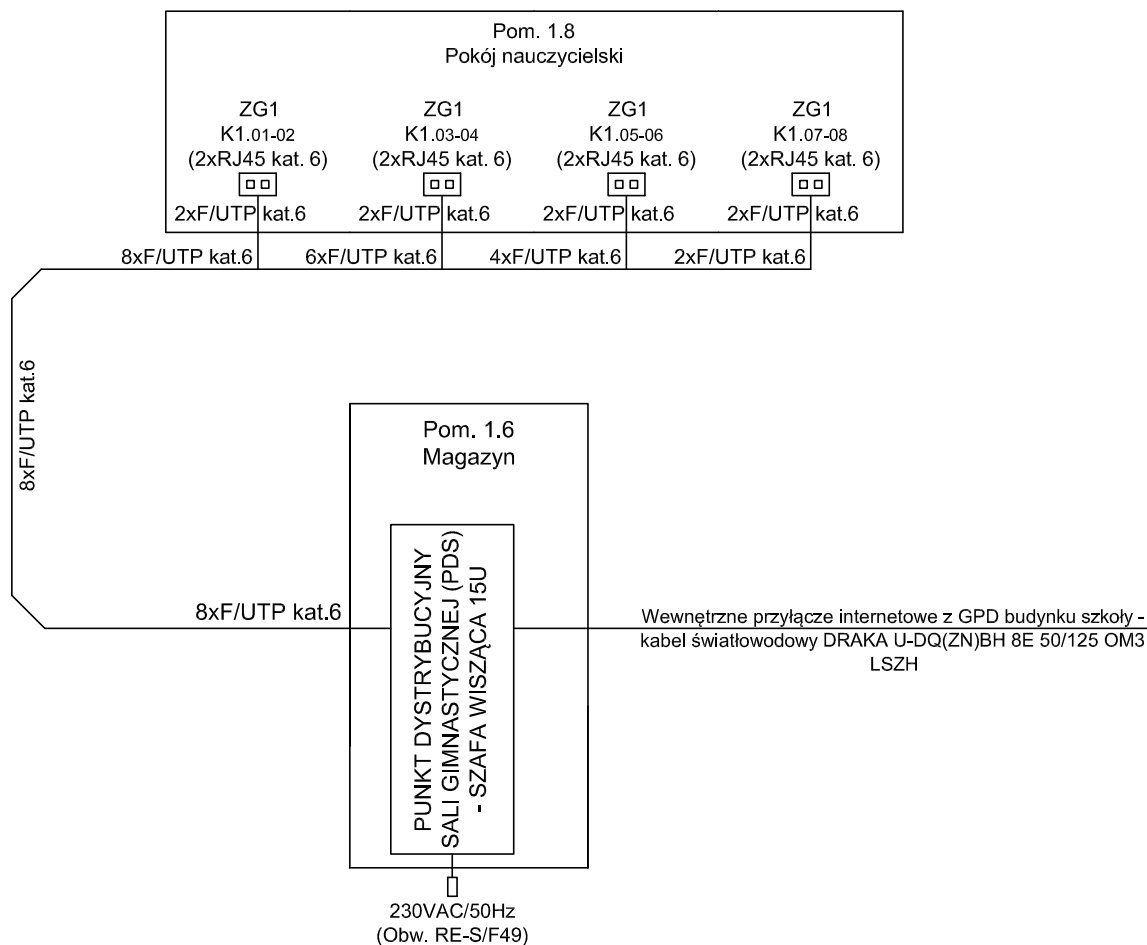 Pom. 1.8
Pokój nauczycielski
ZG1
K1.01-02
(2xRJ45 kat. 6)
ZG1
K1.03-04
(2xRJ45 kat. 6)
ZG1
K1.05-06
(2xRJ45 kat. 6)
ZG1
K1.07-08
(2xRJ45 kat. 6)
2xF/UTP kat.6
2xF/UTP kat.6
2xF/UTP kat.6
2xF/UTP kat.6
8xF/UTP kat.6
6xF/UTP kat.6
4xF/UTP kat.6
2xF/UTP kat.6
8xF/UTP kat.6
Pom. 1.6
Magazyn
8xF/UTP kat.6
PUNKT DYSTRYBUCYJNY
SALI GIMNASTYCZNEJ (PDS)
- SZAFA WISZĄCA 15U
Wewnętrzne przyłącze internetowe z GPD budynku szkoły -
kabel światłowodowy DRAKA U-DQ(ZN)BH 8E 50/125 OM3
LSZH
230VAC/50Hz
(Obw. RE-S/F49)